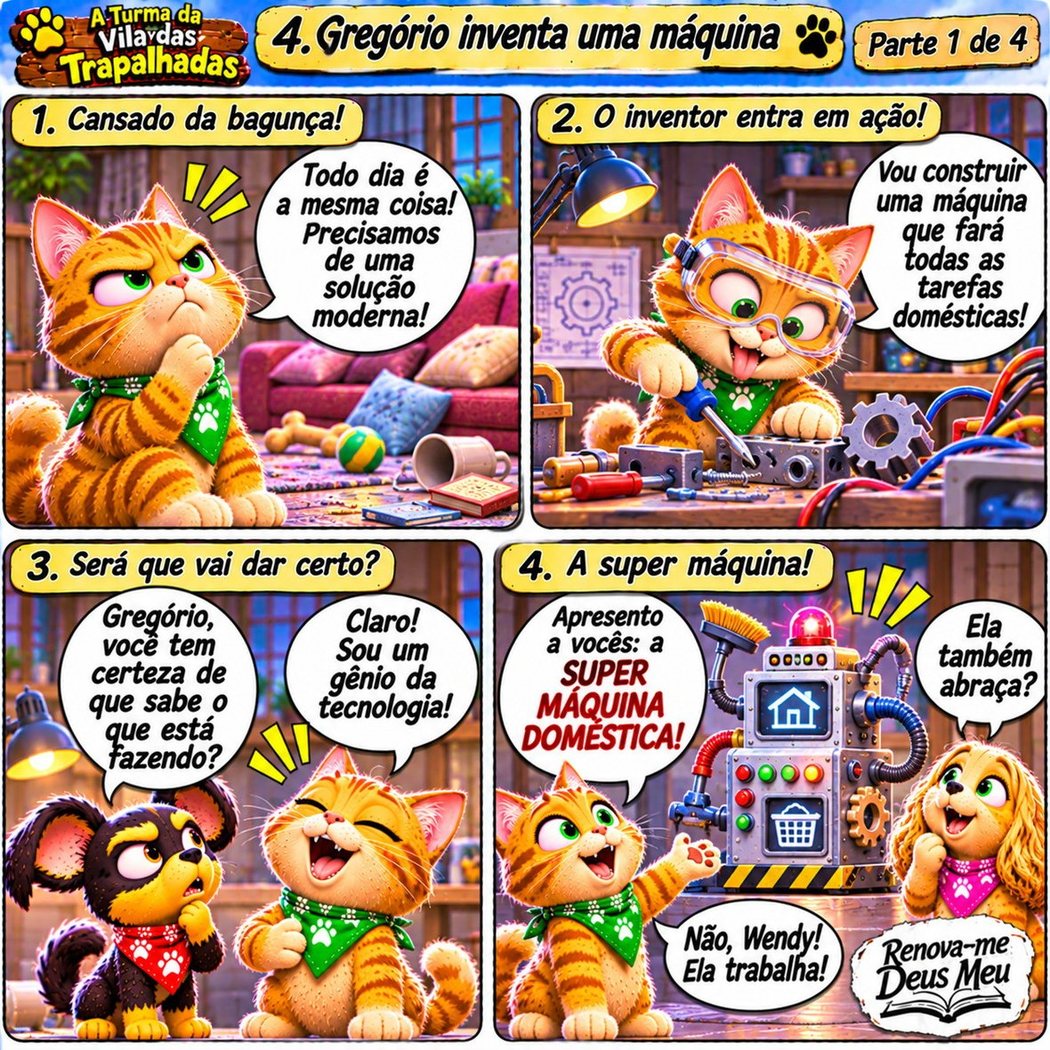 A Turma da
Vila das
Trapalhadas
4. Gregório inventa uma máquina
Parte 1 de 4
1. Cansado da bagunça!
Todo dia é
a mesma coisa!
Precisamos
de uma
solução
moderna!
2. O inventor entra em ação!
Vou construir
uma máquina
que fará
todas as
tarefas
domésticas!
3. Será que vai dar certo?
Gregório,
você tem
certeza de
que sabe o
que está
fazendo?
Claro!
Sou um
gênio da
tecnologia!
4. A super máquina!
Apresento
a vocês: a
SUPER
MÁQUINA
DOMÉSTICA!
Ela
também
abraça?
Não, Wendy!
Ela trabalha!
Renova-me
Deus Meu